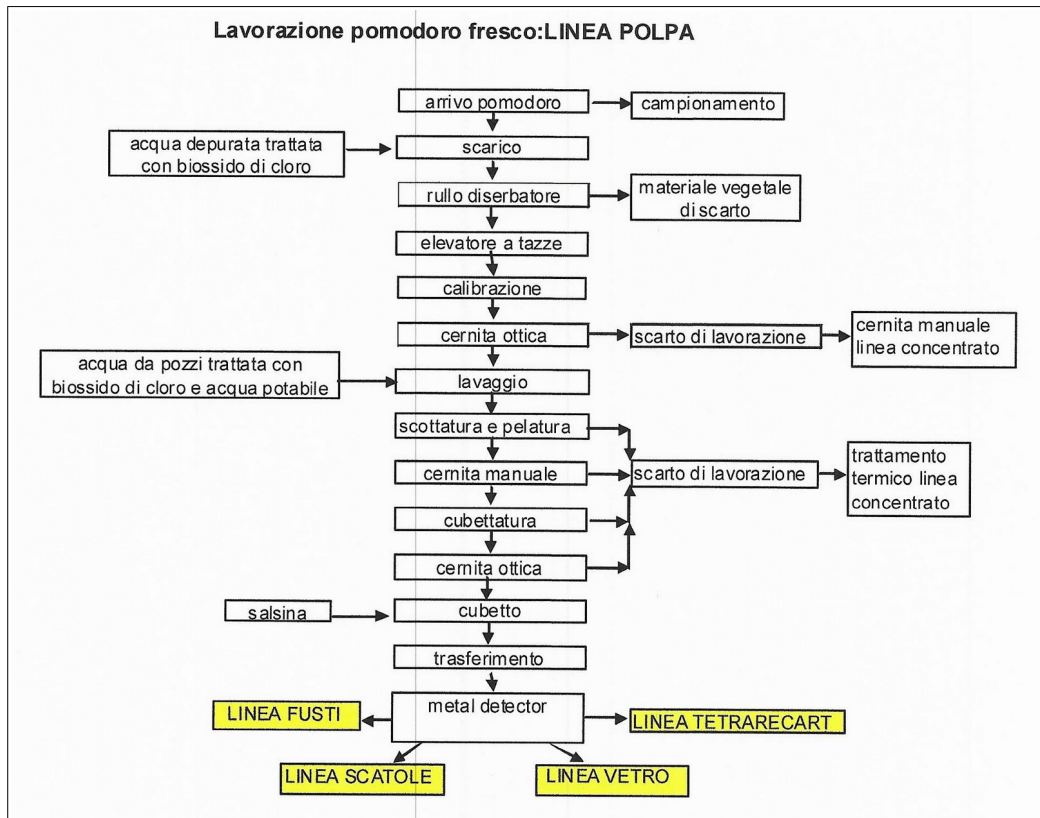 Lavorazione pomodoro fresco:LINEA POLPA
arrivo pomodoro
campionamento
acqua depurata trattata
con biossido di cloro
scarico
rullo diserbatore
materiale vegetale
di scarto
elevatore a tazze
calibrazione
cernita ottica
scarto di lavorazione
cernita manuale
linea concentrato
acqua da pozzi trattata con
biossido di cloro e acqua potabile
lavaggio
scottatura e pelatura
cernita manuale
scarto di lavorazione
trattamento
termico linea
concentrato
cubettatura
cernita ottica
salsina
cubetto
trasferimento
metal detector
LINEA FUSTI
LINEA TETRARECART
LINEA SCATOLE
LINEA VETRO